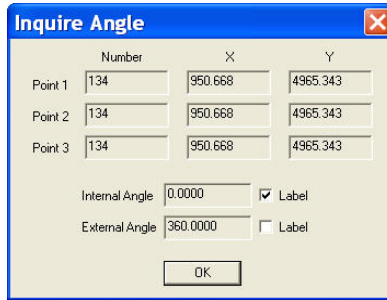 Inquire Angle
Number X Y
Point 1 134 950.668 4965.343
Point 2 134 950.668 4965.343
Point 3 134 950.668 4965.343
Internal Angle 0.0000 Label
External Angle 360.0000 Label
OK